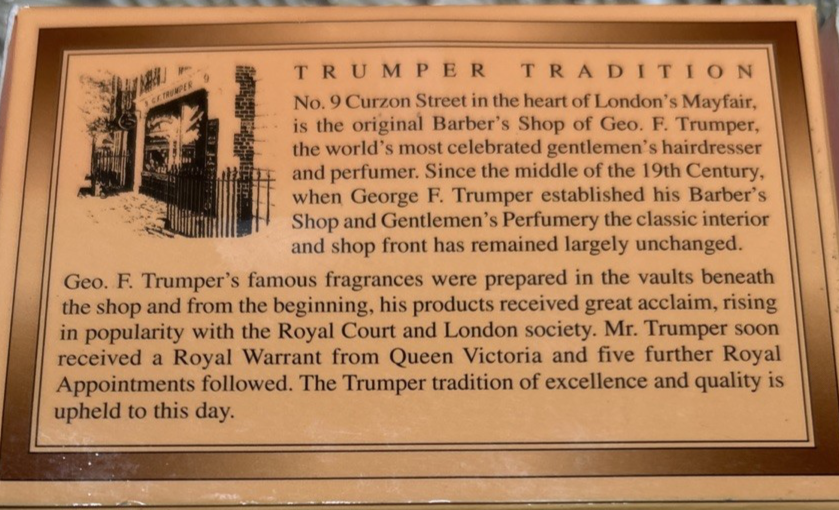 TRUMPER TRADITION
G.F. TRUMPER 9
No. 9 Curzon Street in the heart of London's Mayfair,
is the original Barber's Shop of Geo. F. Trumper,
the world's most celebrated gentlemen's hairdresser
and perfumer. Since the middle of the 19th Century,
when George F. Trumper established his Barber's
Shop and Gentlemen's Perfumery the classic interior
and shop front has remained largely unchanged.
Geo. F. Trumper's famous fragrances were prepared in the vaults beneath
the shop and from the beginning, his products received great acclaim, rising
in popularity with the Royal Court and London society. Mr. Trumper soon
received a Royal Warrant from Queen Victoria and five further Royal
Appointments followed. The Trumper tradition of excellence and quality is
upheld to this day.